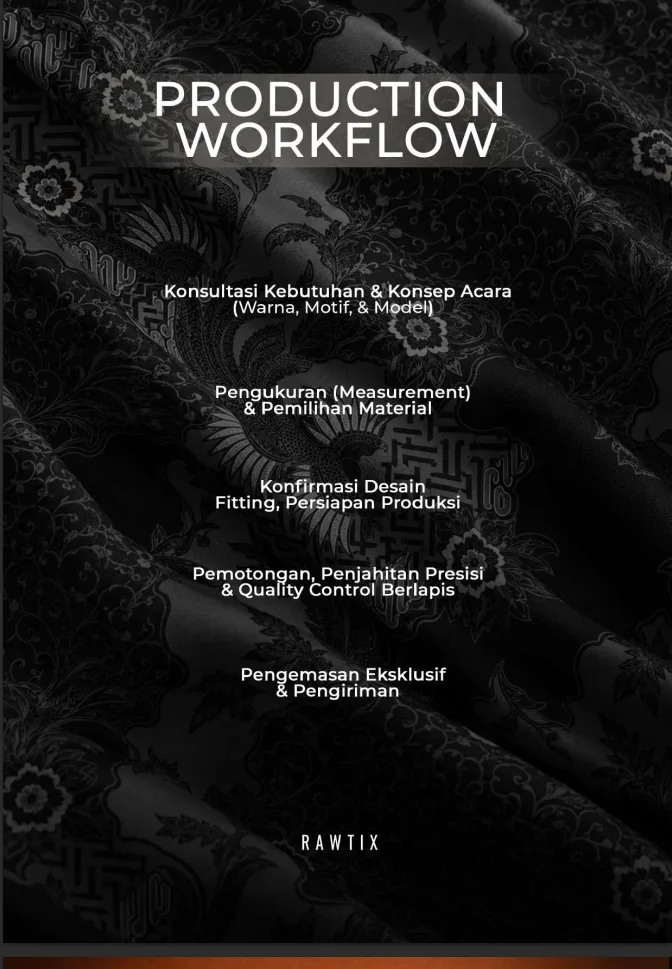 PRODUCTION
WORKFLOW
Konsultasi Kebutuhan & Konsep Acara
(Warna, Motif, & Model)
Pengukuran (Measurement)
& Pemilihan Material
Konfirmasi Desain
Fitting, Persiapan Produksi
Pemotongan, Penjahitan Presisi
& Quality Control Berlapis
Pengemasan Eksklusif
& Pengiriman
RAWTIX